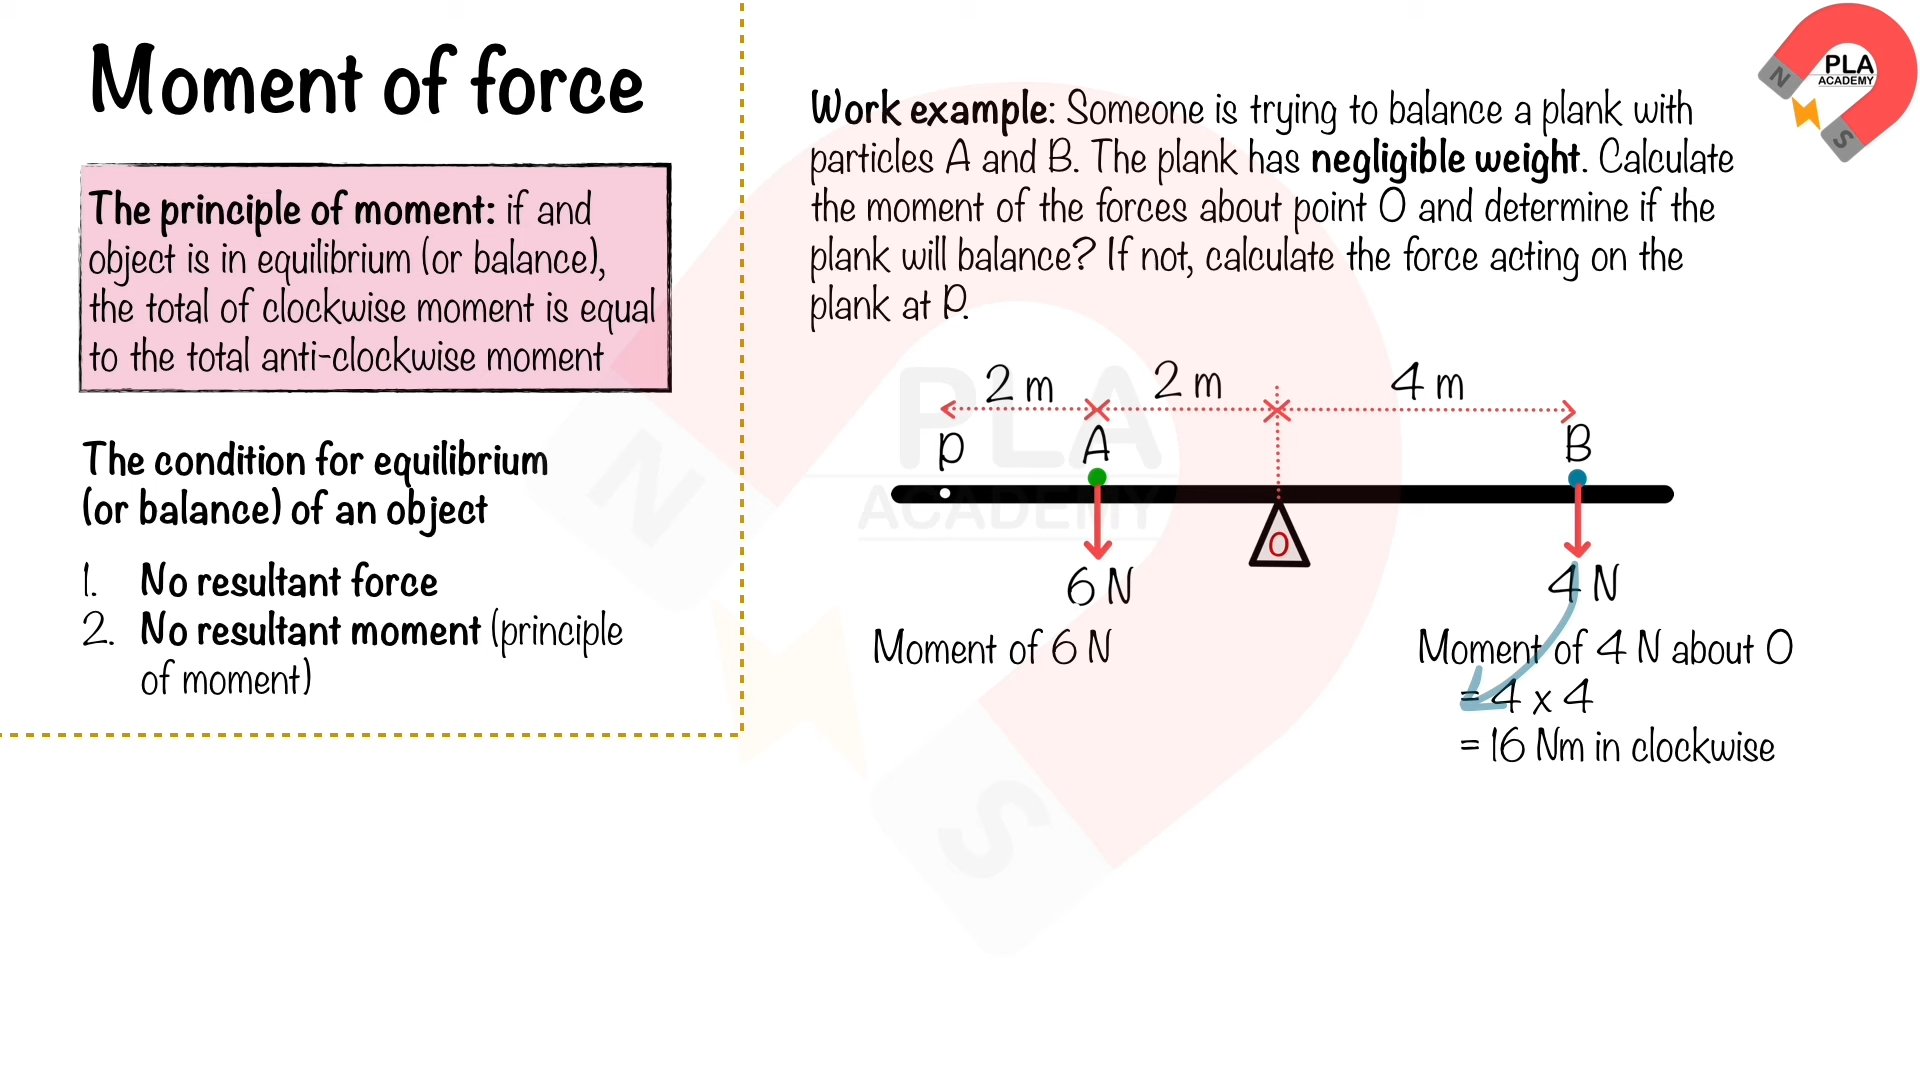 Moment of force
The principle of moment: if and
object is in equilibrium (or balance),
the total of clockwise moment is equal
to the total anti-clockwise moment
The condition for equilibrium
(or balance) of an object
1. No resultant force
2. No resultant moment (principle
of moment)
N
PLA
ACADEMY
S
Work example: Someone is trying to balance a plank with
particles A and B. The plank has negligible weight. Calculate
the moment of the forces about point O and determine if the
plank will balance? If not, calculate the force acting on the
plank at P.
2 m 2 m 4 m
P A B
O
6 N 4 N
Moment of 6 N
Moment of 4 N about O
= 4 x 4
= 16 Nm in clockwise
PLA
ACADEMY
N
S